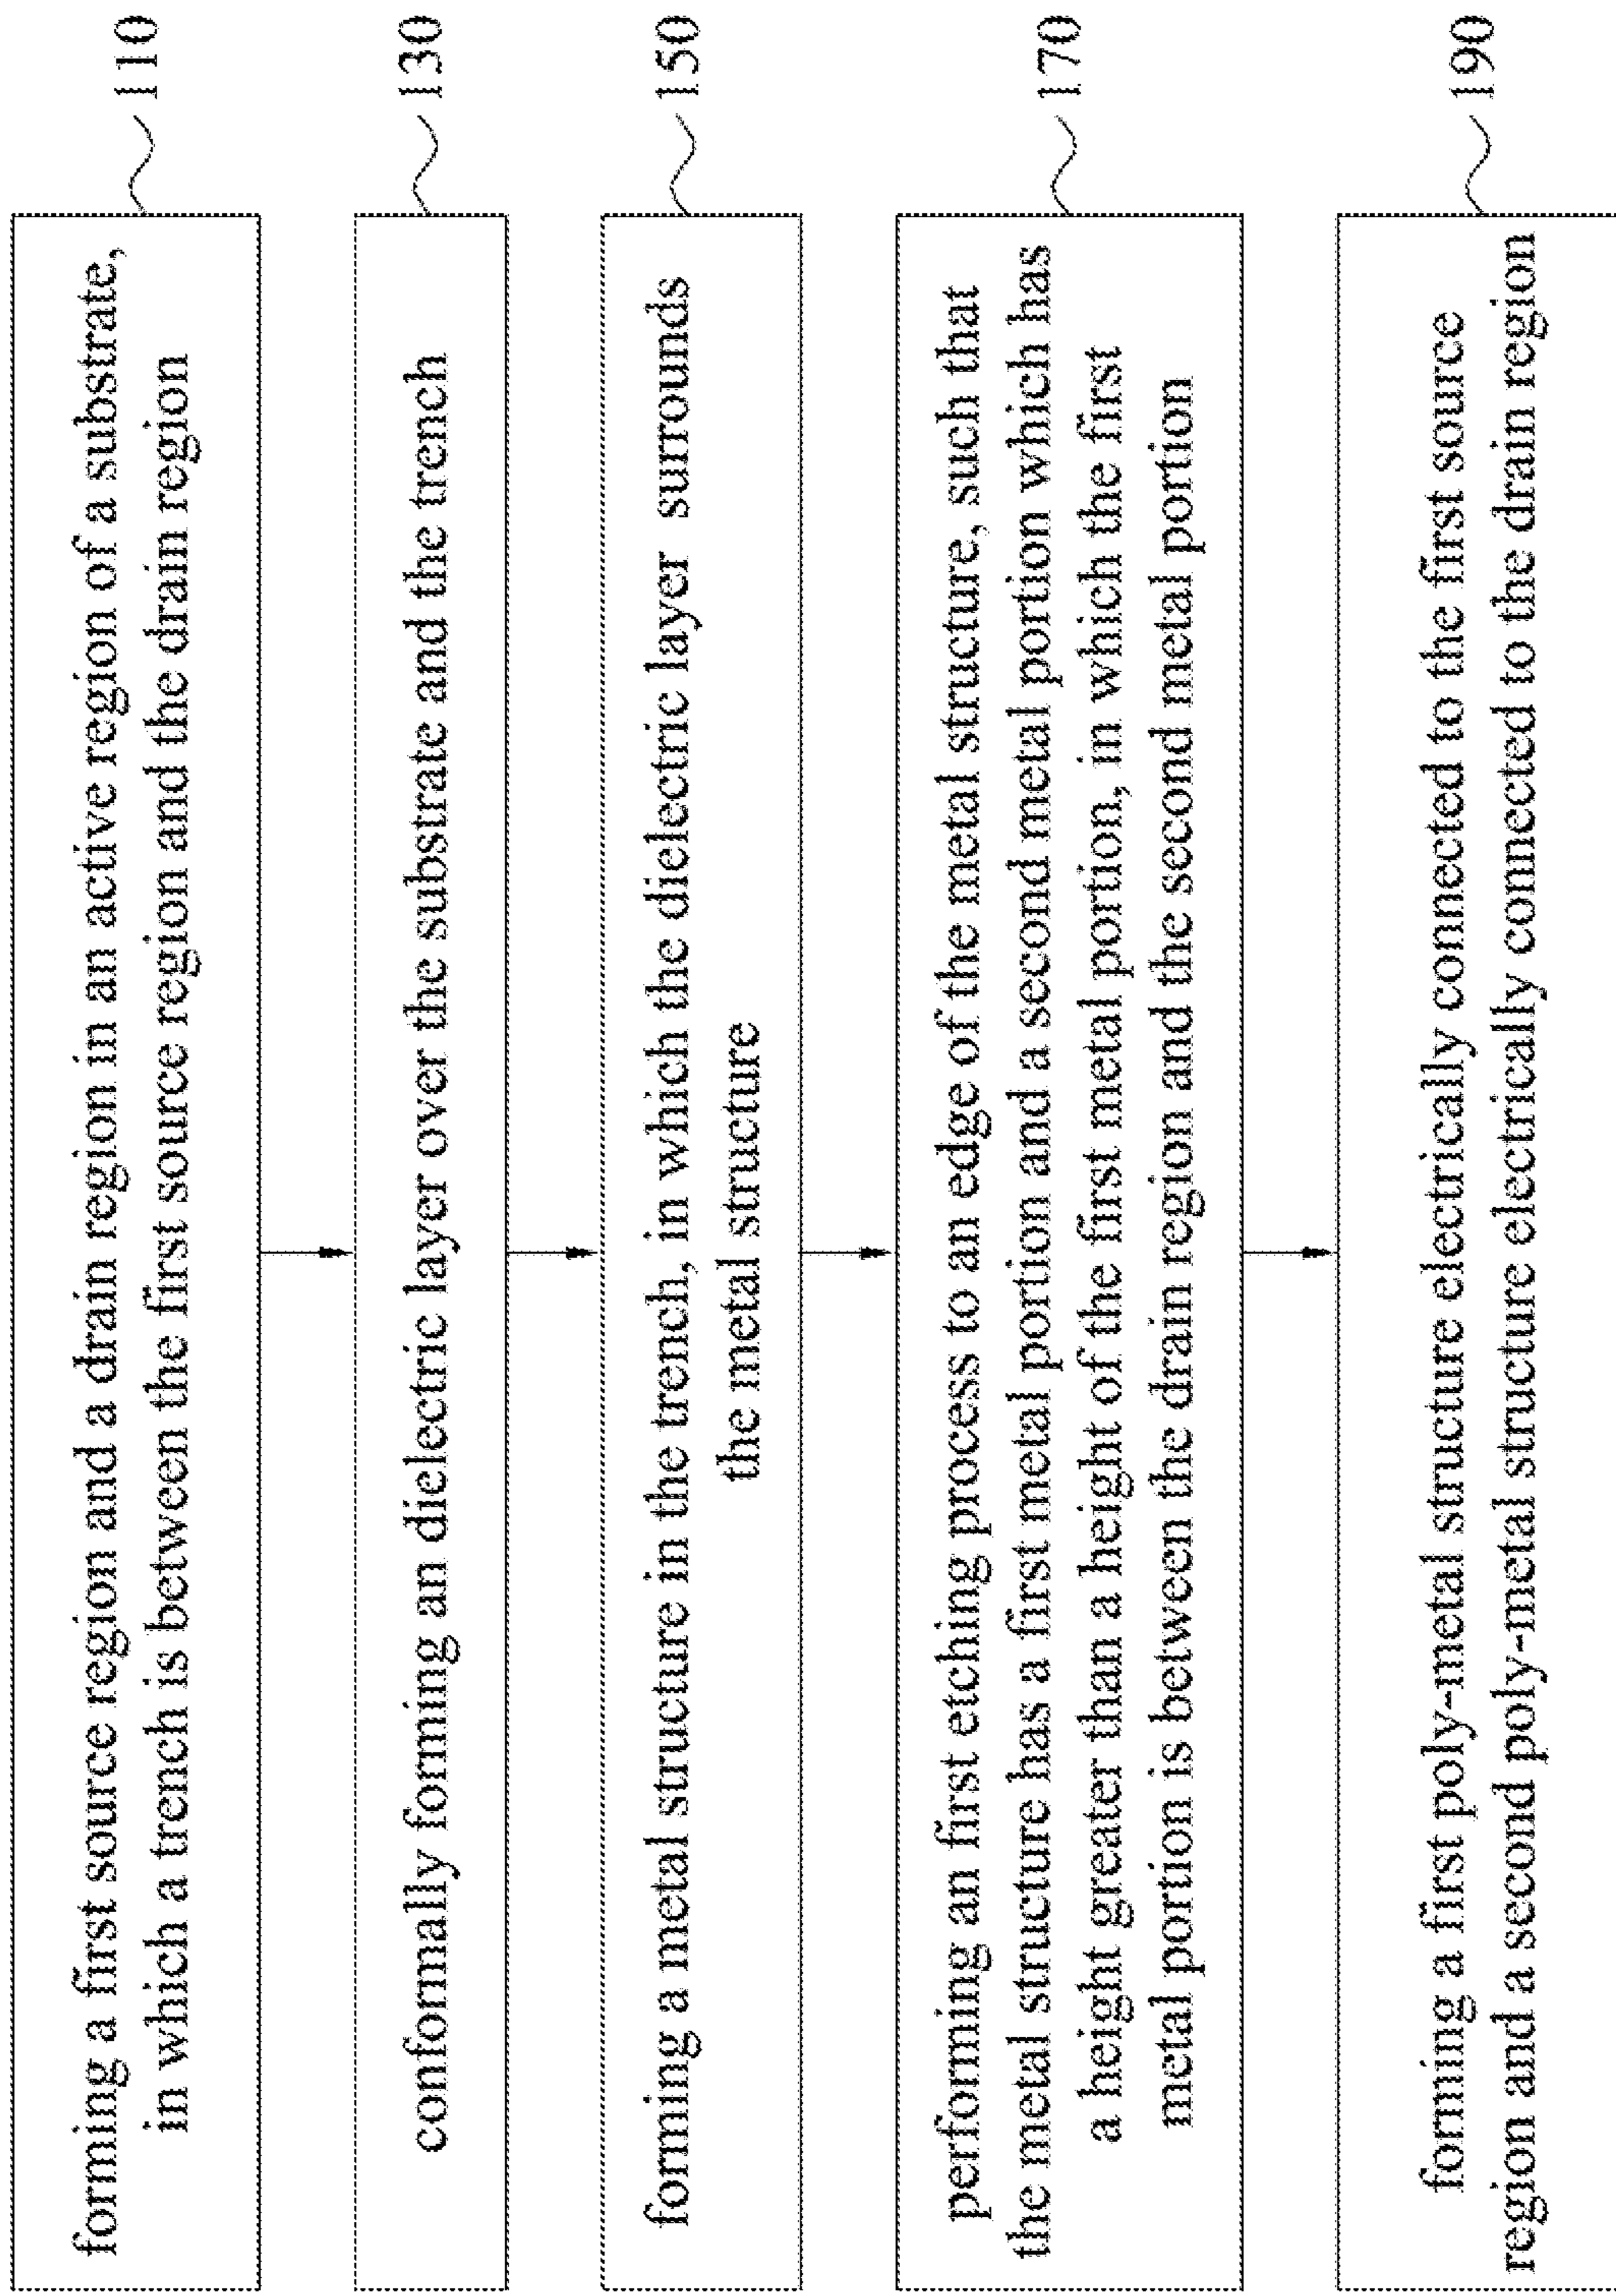 forming a first source region and a drain region in an active region of a substrate,
in which a trench is between the first source region and the drain region
110
conformally forming an dielectric layer over the substrate and the trench
130
forming a metal structure in the trench, in which the dielectric layer surrounds
the metal structure
150
performing an first etching process to an edge of the metal structure, such that
the metal structure has a first metal portion and a second metal portion which has
a height greater than a height of the first metal portion, in which the first
metal portion is between the drain region and the second metal portion
170
forming a first poly-metal structure electrically connected to the first source
region and a second poly-metal structure electrically connected to the drain region
190